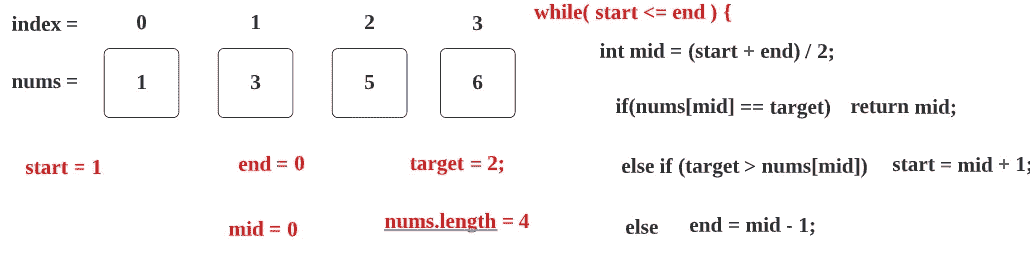 index = 0 1 2 3
nums = 1 3 5 6
start = 1 end = 0 target = 2;
mid = 0 nums.length = 4
while( start <= end ) {
int mid = (start + end) / 2;
if(nums[mid] == target) return mid;
else if (target > nums[mid]) start = mid + 1;
else end = mid - 1;